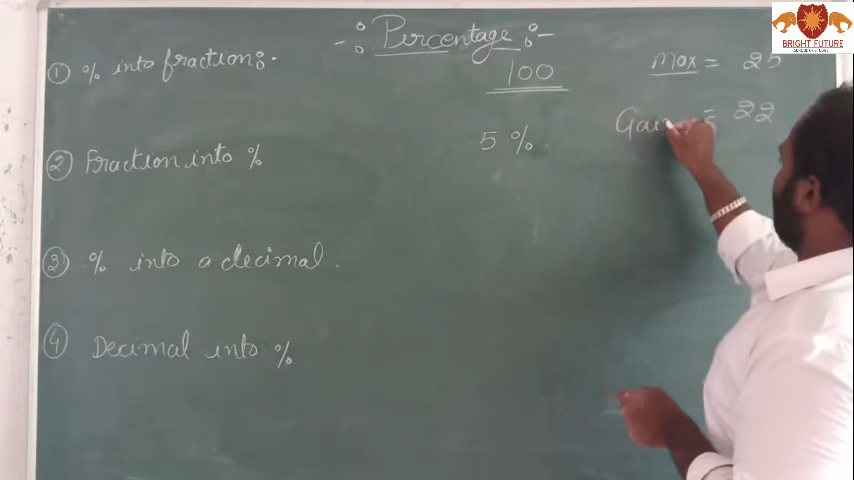 -: Percentage :-
① % into fraction :-
100
max = 25
5 %.
Gain = 22
② Fraction into %
③ % into a decimal.
④ Decimal into %
BRIGHT FUTURE